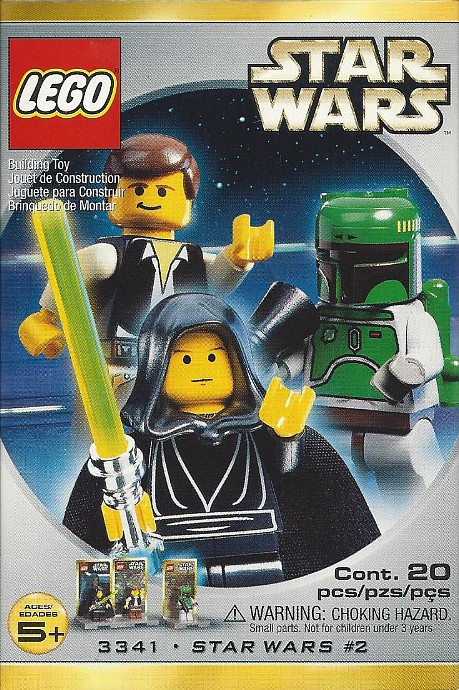 LEGO
STAR
WARS
TM
Building Toy
Jouet de Construction
Juguete para Construir
Brinquedo de Montar
Cont. 20
pcs/pzs/pçs
AGES/
EDADES
5+
⚠ WARNING: CHOKING HAZARD.
Small parts. Not for children under 3 years.
3341 • STAR WARS #2